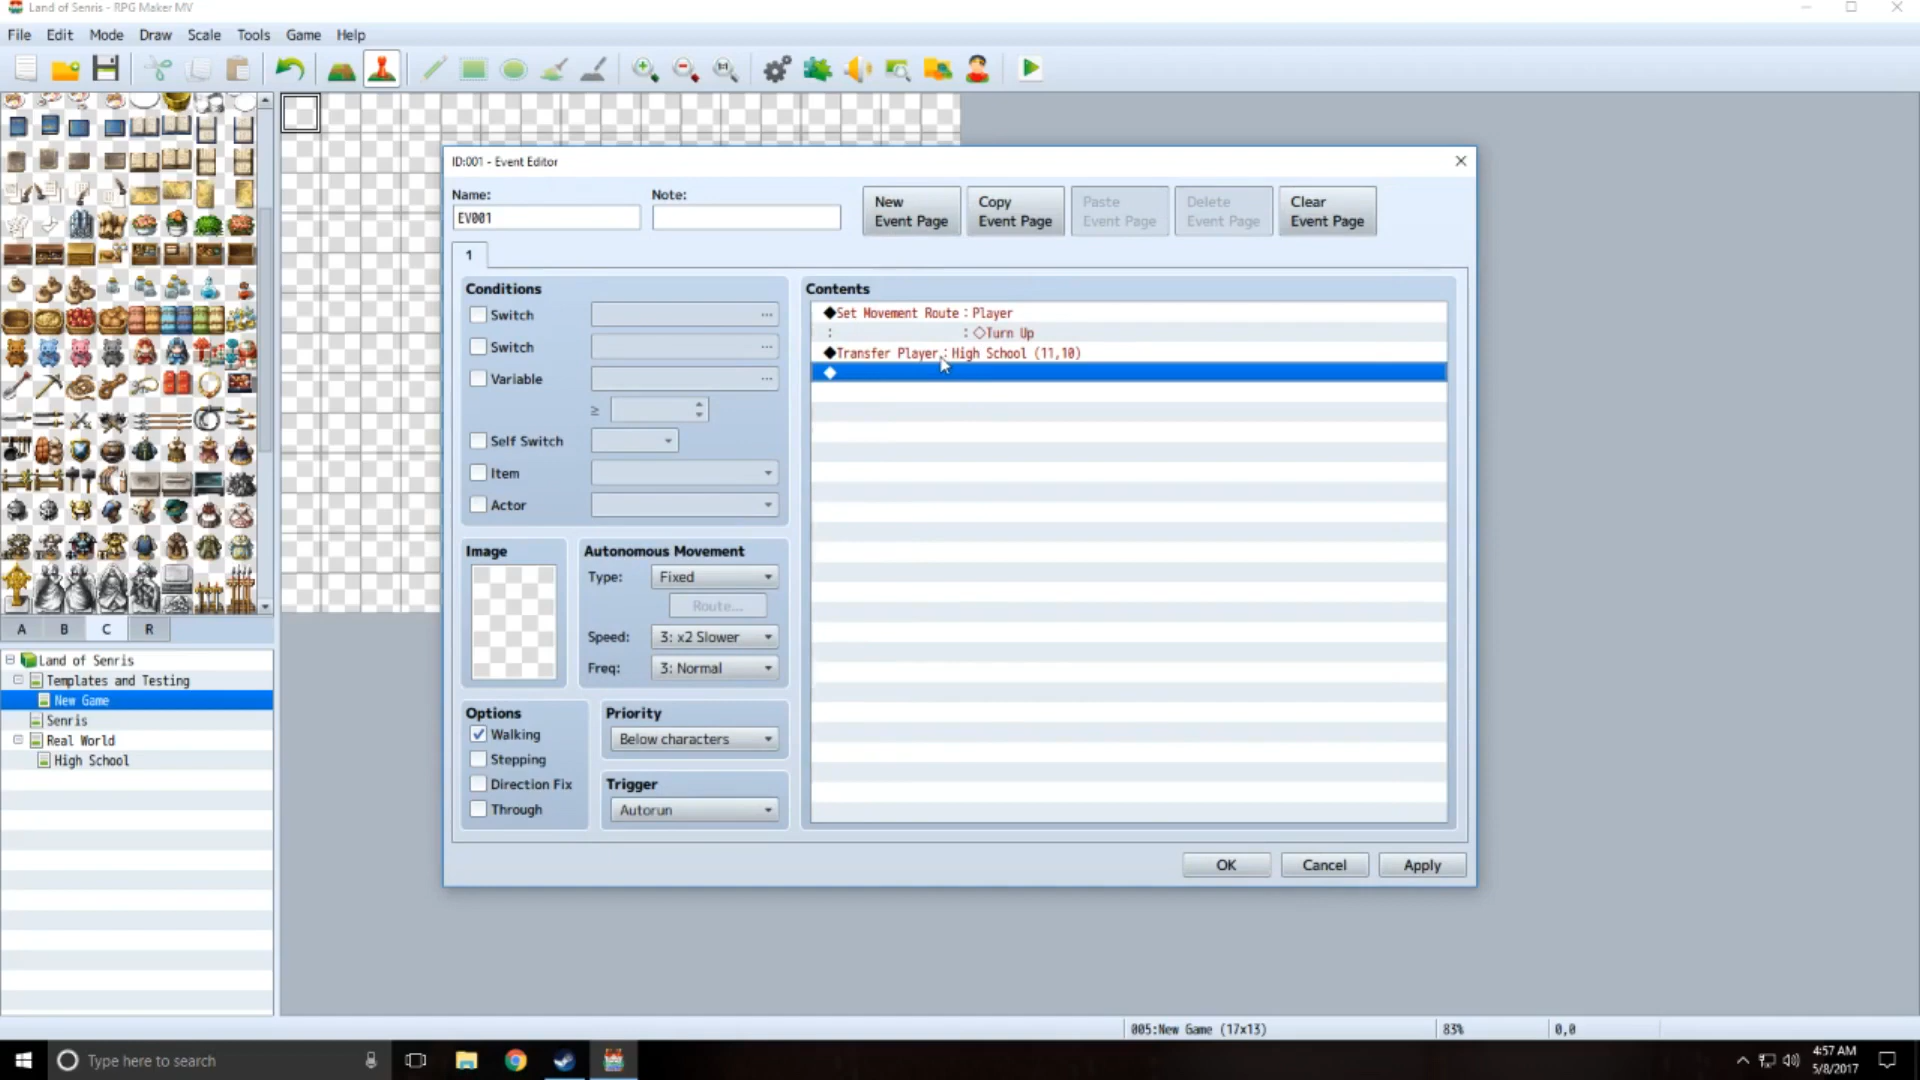 Land of Senris - RPG Maker MV
File Edit Mode Draw Scale Tools Game Help
ID:001 - Event Editor
Name:
EV001
Note:
New Event Page
Copy Event Page
Paste Event Page
Delete Event Page
Clear Event Page
1
Conditions
Switch ...
Switch ...
Variable ...
≥
Self Switch
Item
Actor
Image
Autonomous Movement
Type: Fixed
Route...
Speed: 3: x2 Slower
Freq: 3: Normal
Options
Walking
Stepping
Direction Fix
Through
Priority
Below characters
Trigger
Autorun
Contents
◆Set Movement Route：Player
：　　　　　　　：◇Turn Up
◆Transfer Player：High School (11,10)
◆
OK Cancel Apply
A B C R
Land of Senris
Templates and Testing
New Game
Senris
Real World
High School
005:New Game (17x13) 83% 0,0
Type here to search
4:57 AM
5/8/2017